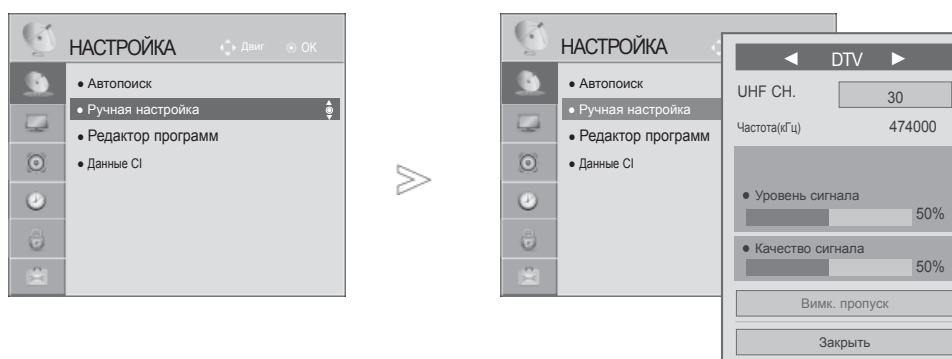 НАСТРОЙКА Двиг OK
● Автопоиск
● Ручная настройка
● Редактор программ
● Данные CI
НАСТРОЙКА
● Автопоиск
● Ручная настройка
● Редактор программ
● Данные CI
◄ DTV ►
UHF CH. 30
Частота(кГц) 474000
● Уровень сигнала
50%
● Качество сигнала
50%
Вимк. пропуск
Закрыть